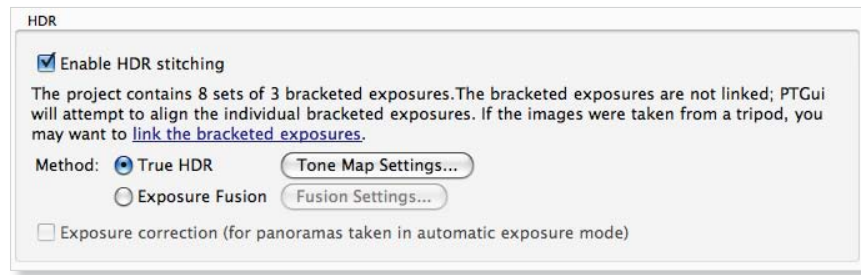 HDR
Enable HDR stitching
The project contains 8 sets of 3 bracketed exposures.The bracketed exposures are not linked; PTGui
will attempt to align the individual bracketed exposures. If the images were taken from a tripod, you
may want to link the bracketed exposures.
Method: True HDR Tone Map Settings...
Exposure Fusion Fusion Settings...
Exposure correction (for panoramas taken in automatic exposure mode)